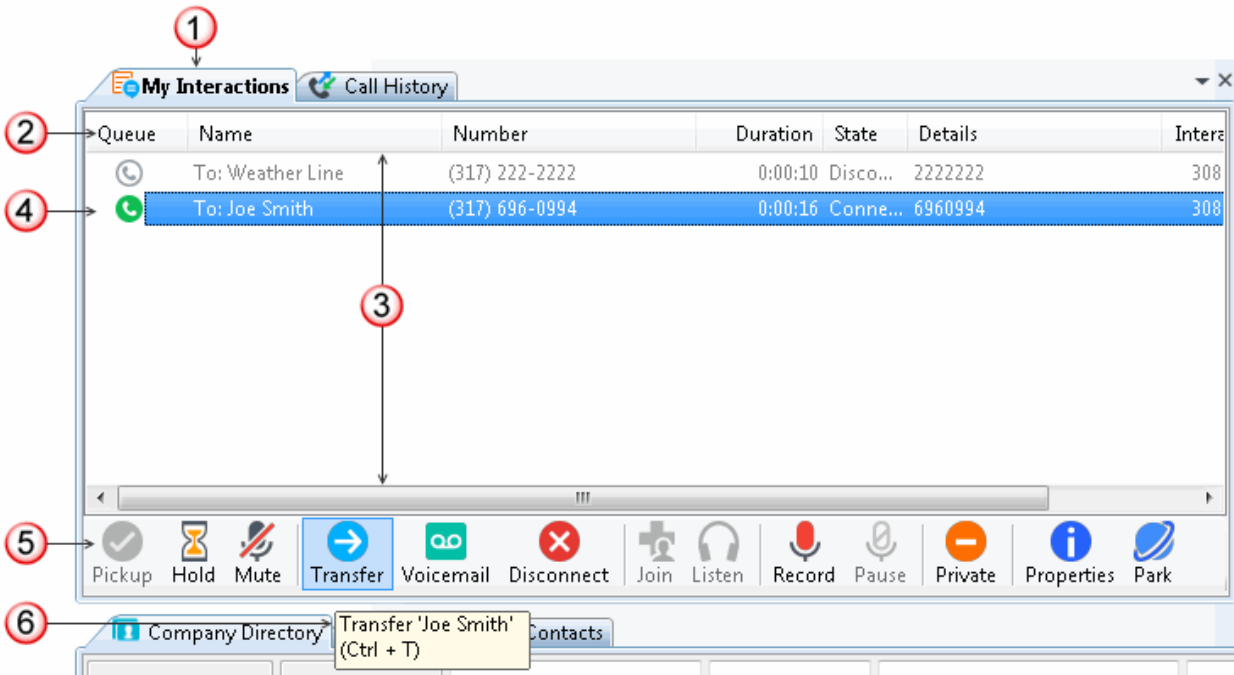 1
My Interactions Call History
2
Queue Name Number Duration State Details Intera
To: Weather Line (317) 222-2222 0:00:10 Disco... 2222222 308
4
To: Joe Smith (317) 696-0994 0:00:16 Conne... 6960994 308
3
5
Pickup Hold Mute Transfer Voicemail Disconnect Join Listen Record Pause Private Properties Park
6
Company Directory Transfer 'Joe Smith' Contacts
(Ctrl + T)